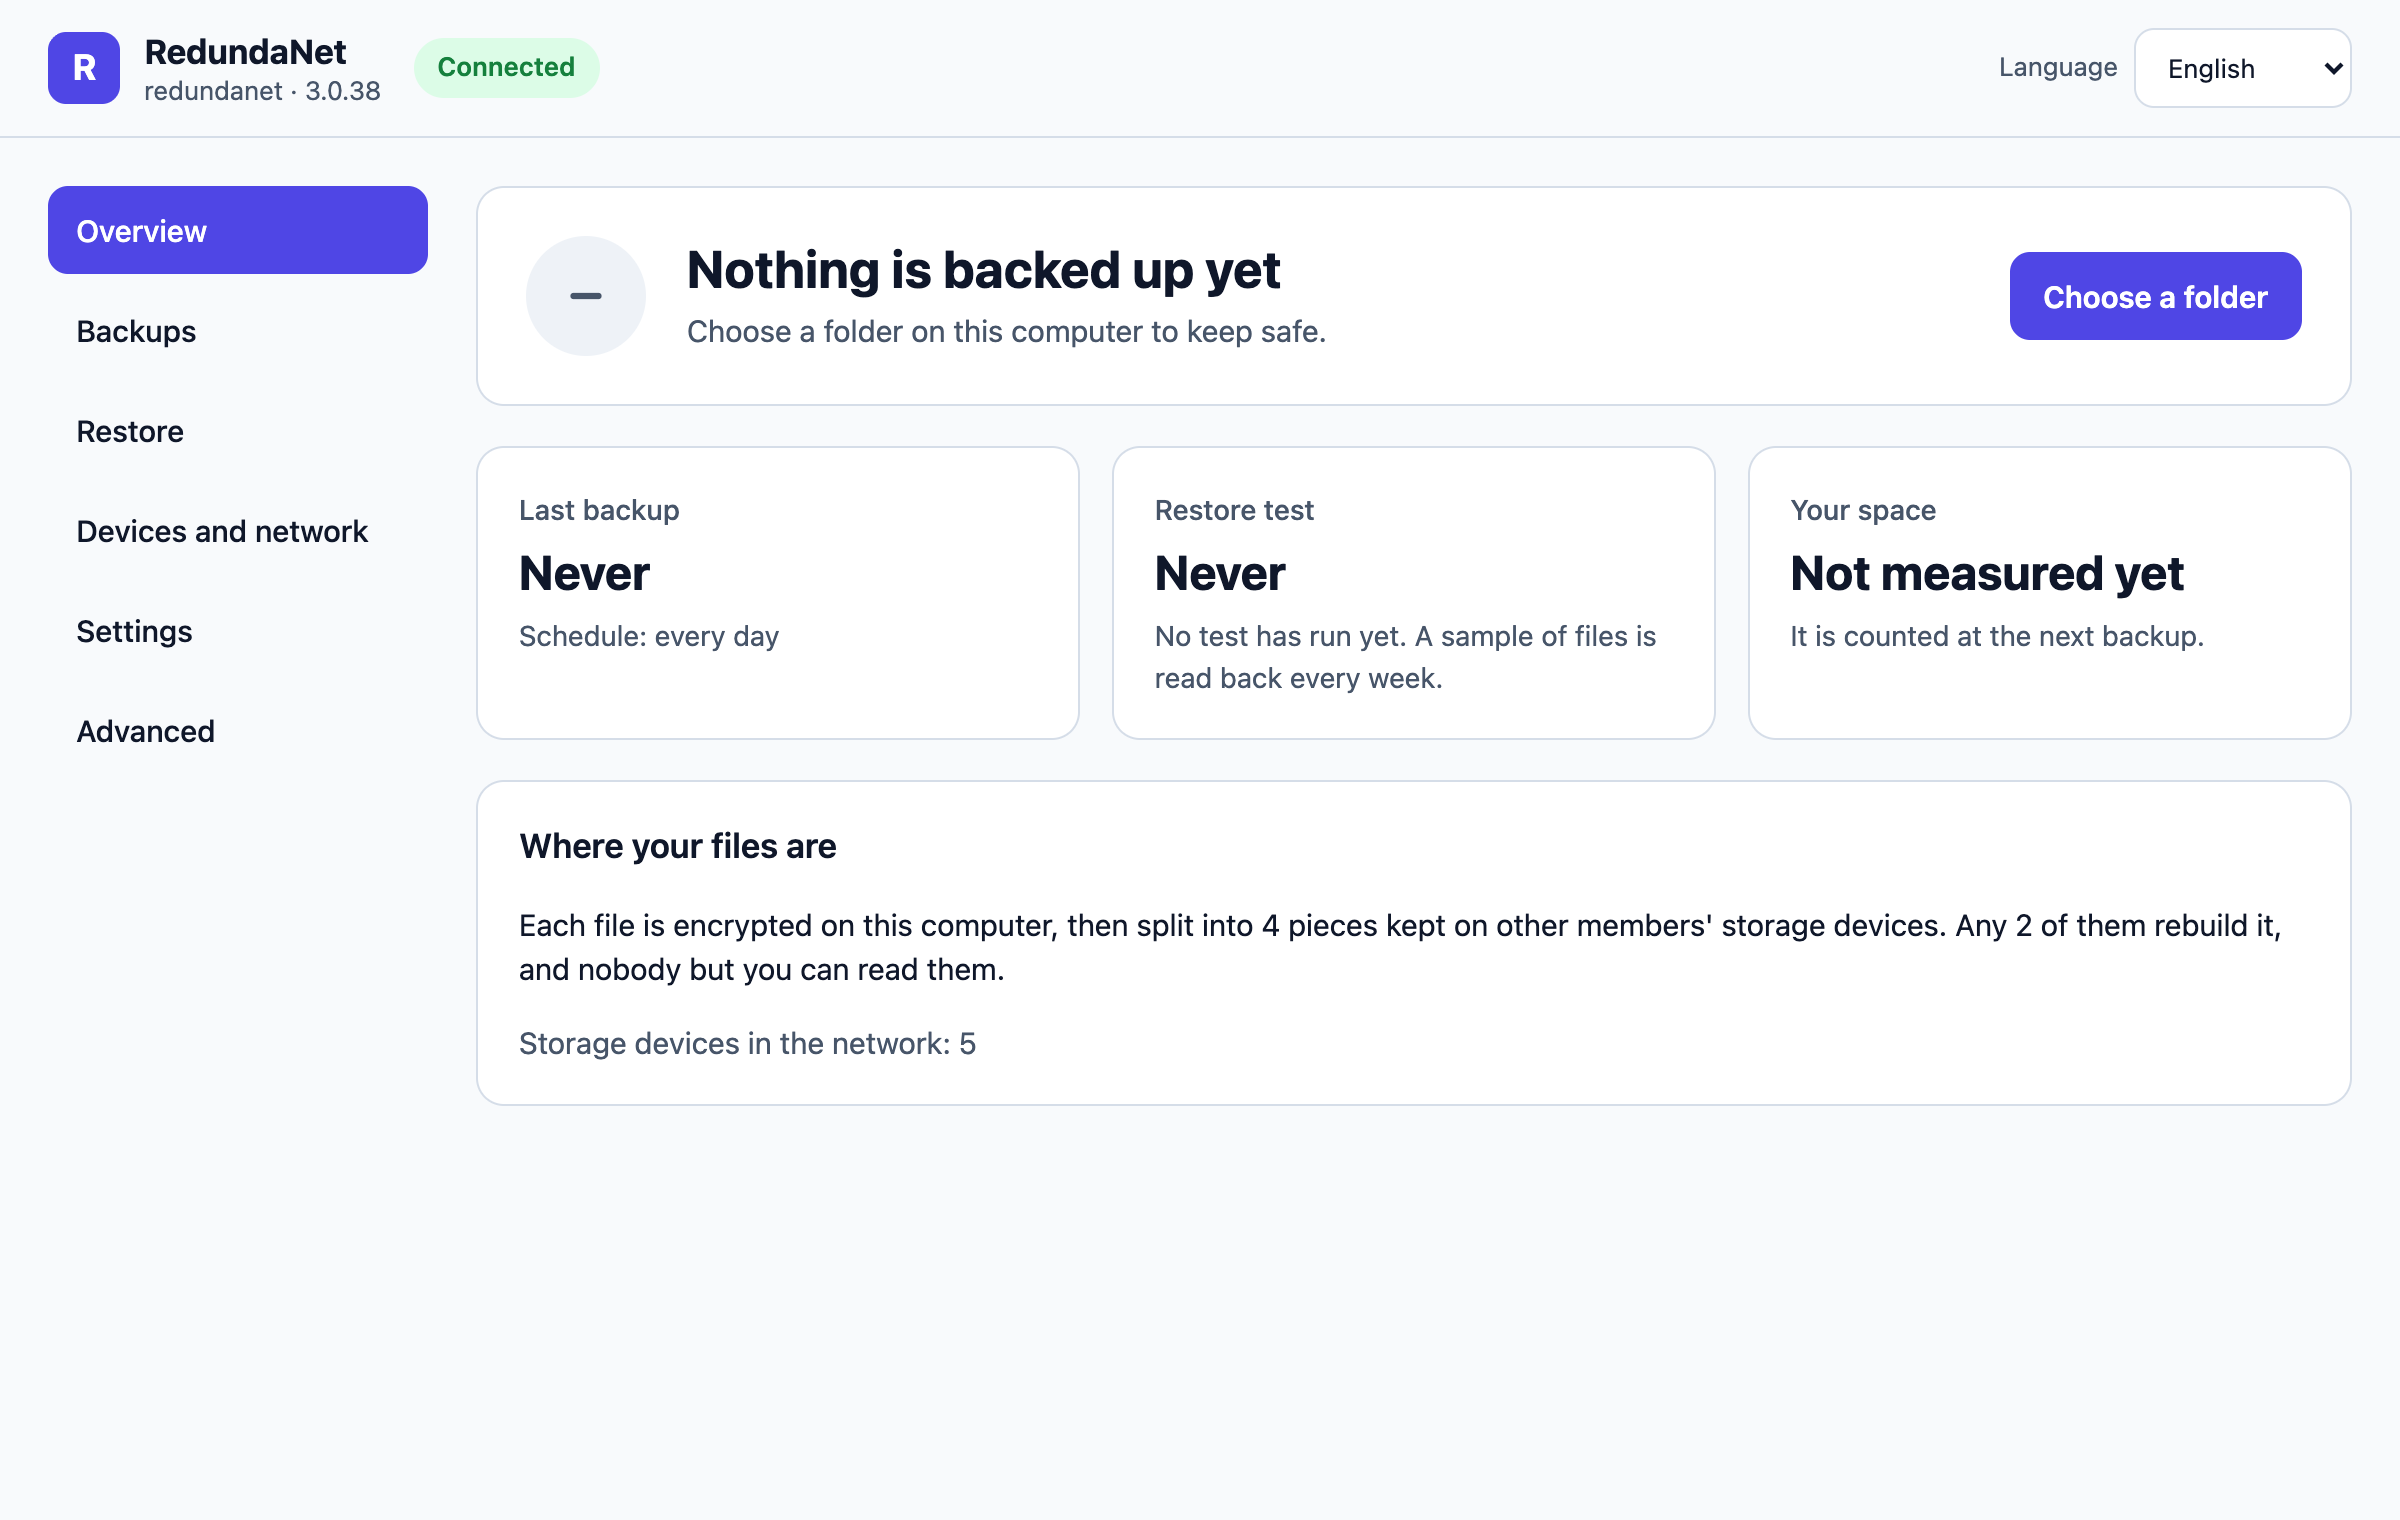 R
RedundaNet
redundanet · 3.0.38
Connected
Language
English
Overview
Backups
Restore
Devices and network
Settings
Advanced
Nothing is backed up yet
Choose a folder on this computer to keep safe.
Choose a folder
Last backup
Never
Schedule: every day
Restore test
Never
No test has run yet. A sample of files is
read back every week.
Your space
Not measured yet
It is counted at the next backup.
Where your files are
Each file is encrypted on this computer, then split into 4 pieces kept on other members' storage devices. Any 2 of them rebuild it,
and nobody but you can read them.
Storage devices in the network: 5